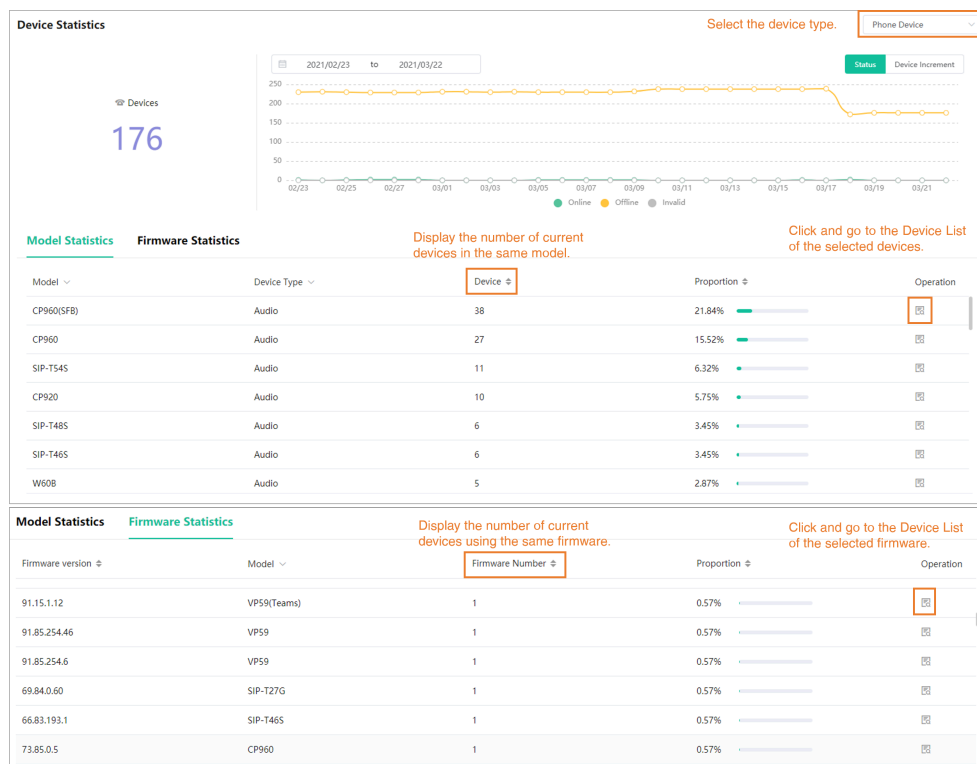 Device Statistics
Select the device type.
Phone Device
2021/02/23 to 2021/03/22
Status Device Increment
Devices
176
250
200
150
100
50
0
02/23 02/25 02/27 03/01 03/03 03/05 03/07 03/09 03/11 03/13 03/15 03/17 03/19 03/21
Online Offline Invalid
Model Statistics Firmware Statistics
Display the number of current
devices in the same model.
Click and go to the Device List
of the selected devices.
Model Device Type Device Proportion Operation
CP960(SFB) Audio 38 21.84%
CP960 Audio 27 15.52%
SIP-T54S Audio 11 6.32%
CP920 Audio 10 5.75%
SIP-T48S Audio 6 3.45%
SIP-T46S Audio 6 3.45%
W60B Audio 5 2.87%
Model Statistics Firmware Statistics
Display the number of current
devices using the same firmware.
Click and go to the Device List
of the selected firmware.
Firmware version Model Firmware Number Proportion Operation
91.15.1.12 VP59(Teams) 1 0.57%
91.85.254.46 VP59 1 0.57%
91.85.254.6 VP59 1 0.57%
69.84.0.60 SIP-T27G 1 0.57%
66.83.193.1 SIP-T46S 1 0.57%
73.85.0.5 CP960 1 0.57%